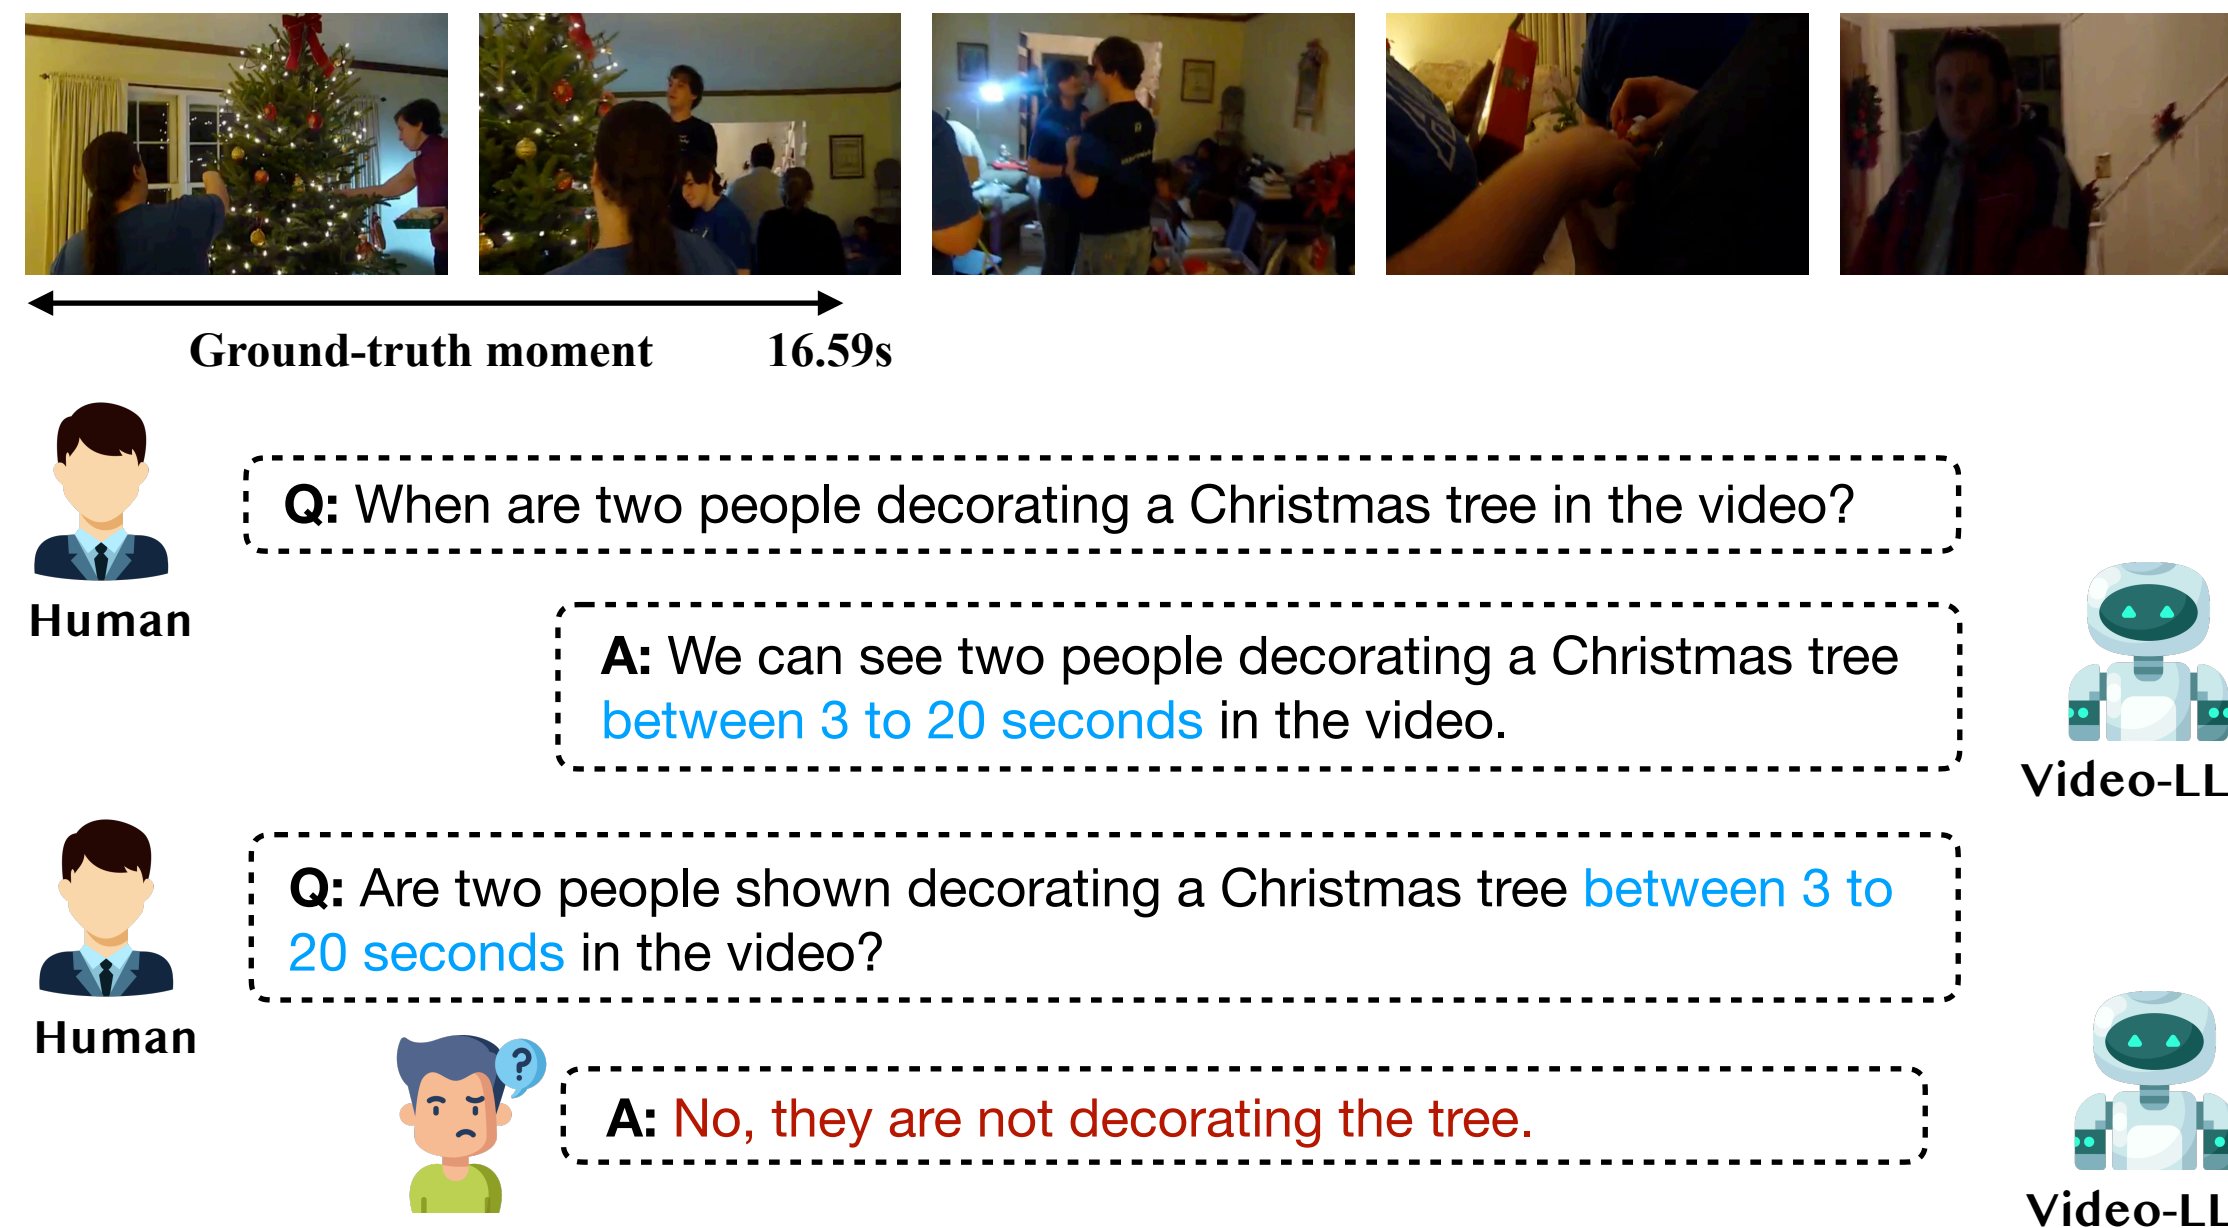 Ground-truth moment 16.59s
Q: When are two people decorating a Christmas tree in the video?
Human
A: We can see two people decorating a Christmas tree
between 3 to 20 seconds in the video.
Video-LL
Q: Are two people shown decorating a Christmas tree between 3 to
20 seconds in the video?
Human
?
A: No, they are not decorating the tree.
Video-LL